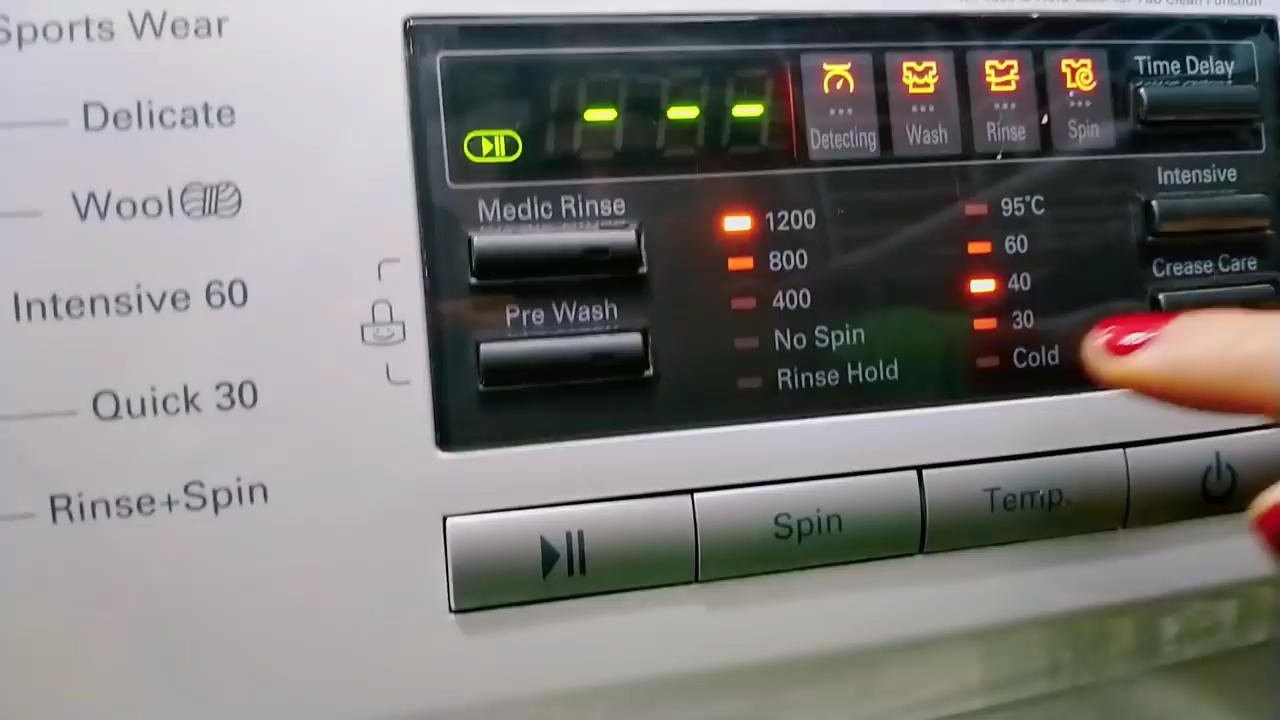 Sports Wear
Delicate
Wool
Intensive 60
Quick 30
Rinse+Spin
Detecting
Wash
Rinse
Spin
Time Delay
Medic Rinse
Pre Wash
1200
800
400
No Spin
Rinse Hold
95°C
60
40
30
Cold
Intensive
Crease Care
Spin
Temp.